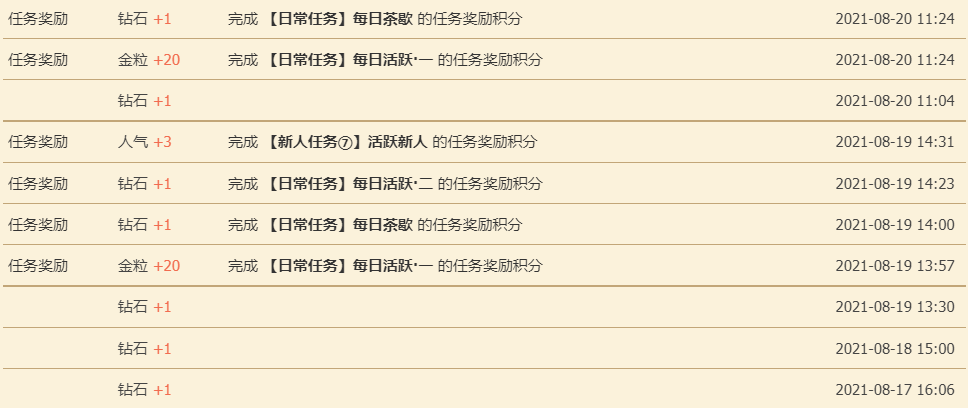 任务奖励 钻石 +1 完成 【日常任务】每日茶歇 的任务奖励积分 2021-08-20 11:24
任务奖励 金粒 +20 完成 【日常任务】每日活跃·一 的任务奖励积分 2021-08-20 11:24
钻石 +1 2021-08-20 11:04
任务奖励 人气 +3 完成 【新人任务⑦】活跃新人 的任务奖励积分 2021-08-19 14:31
任务奖励 钻石 +1 完成 【日常任务】每日活跃·二 的任务奖励积分 2021-08-19 14:23
任务奖励 钻石 +1 完成 【日常任务】每日茶歇 的任务奖励积分 2021-08-19 14:00
任务奖励 金粒 +20 完成 【日常任务】每日活跃·一 的任务奖励积分 2021-08-19 13:57
钻石 +1 2021-08-19 13:30
钻石 +1 2021-08-18 15:00
钻石 +1 2021-08-17 16:06